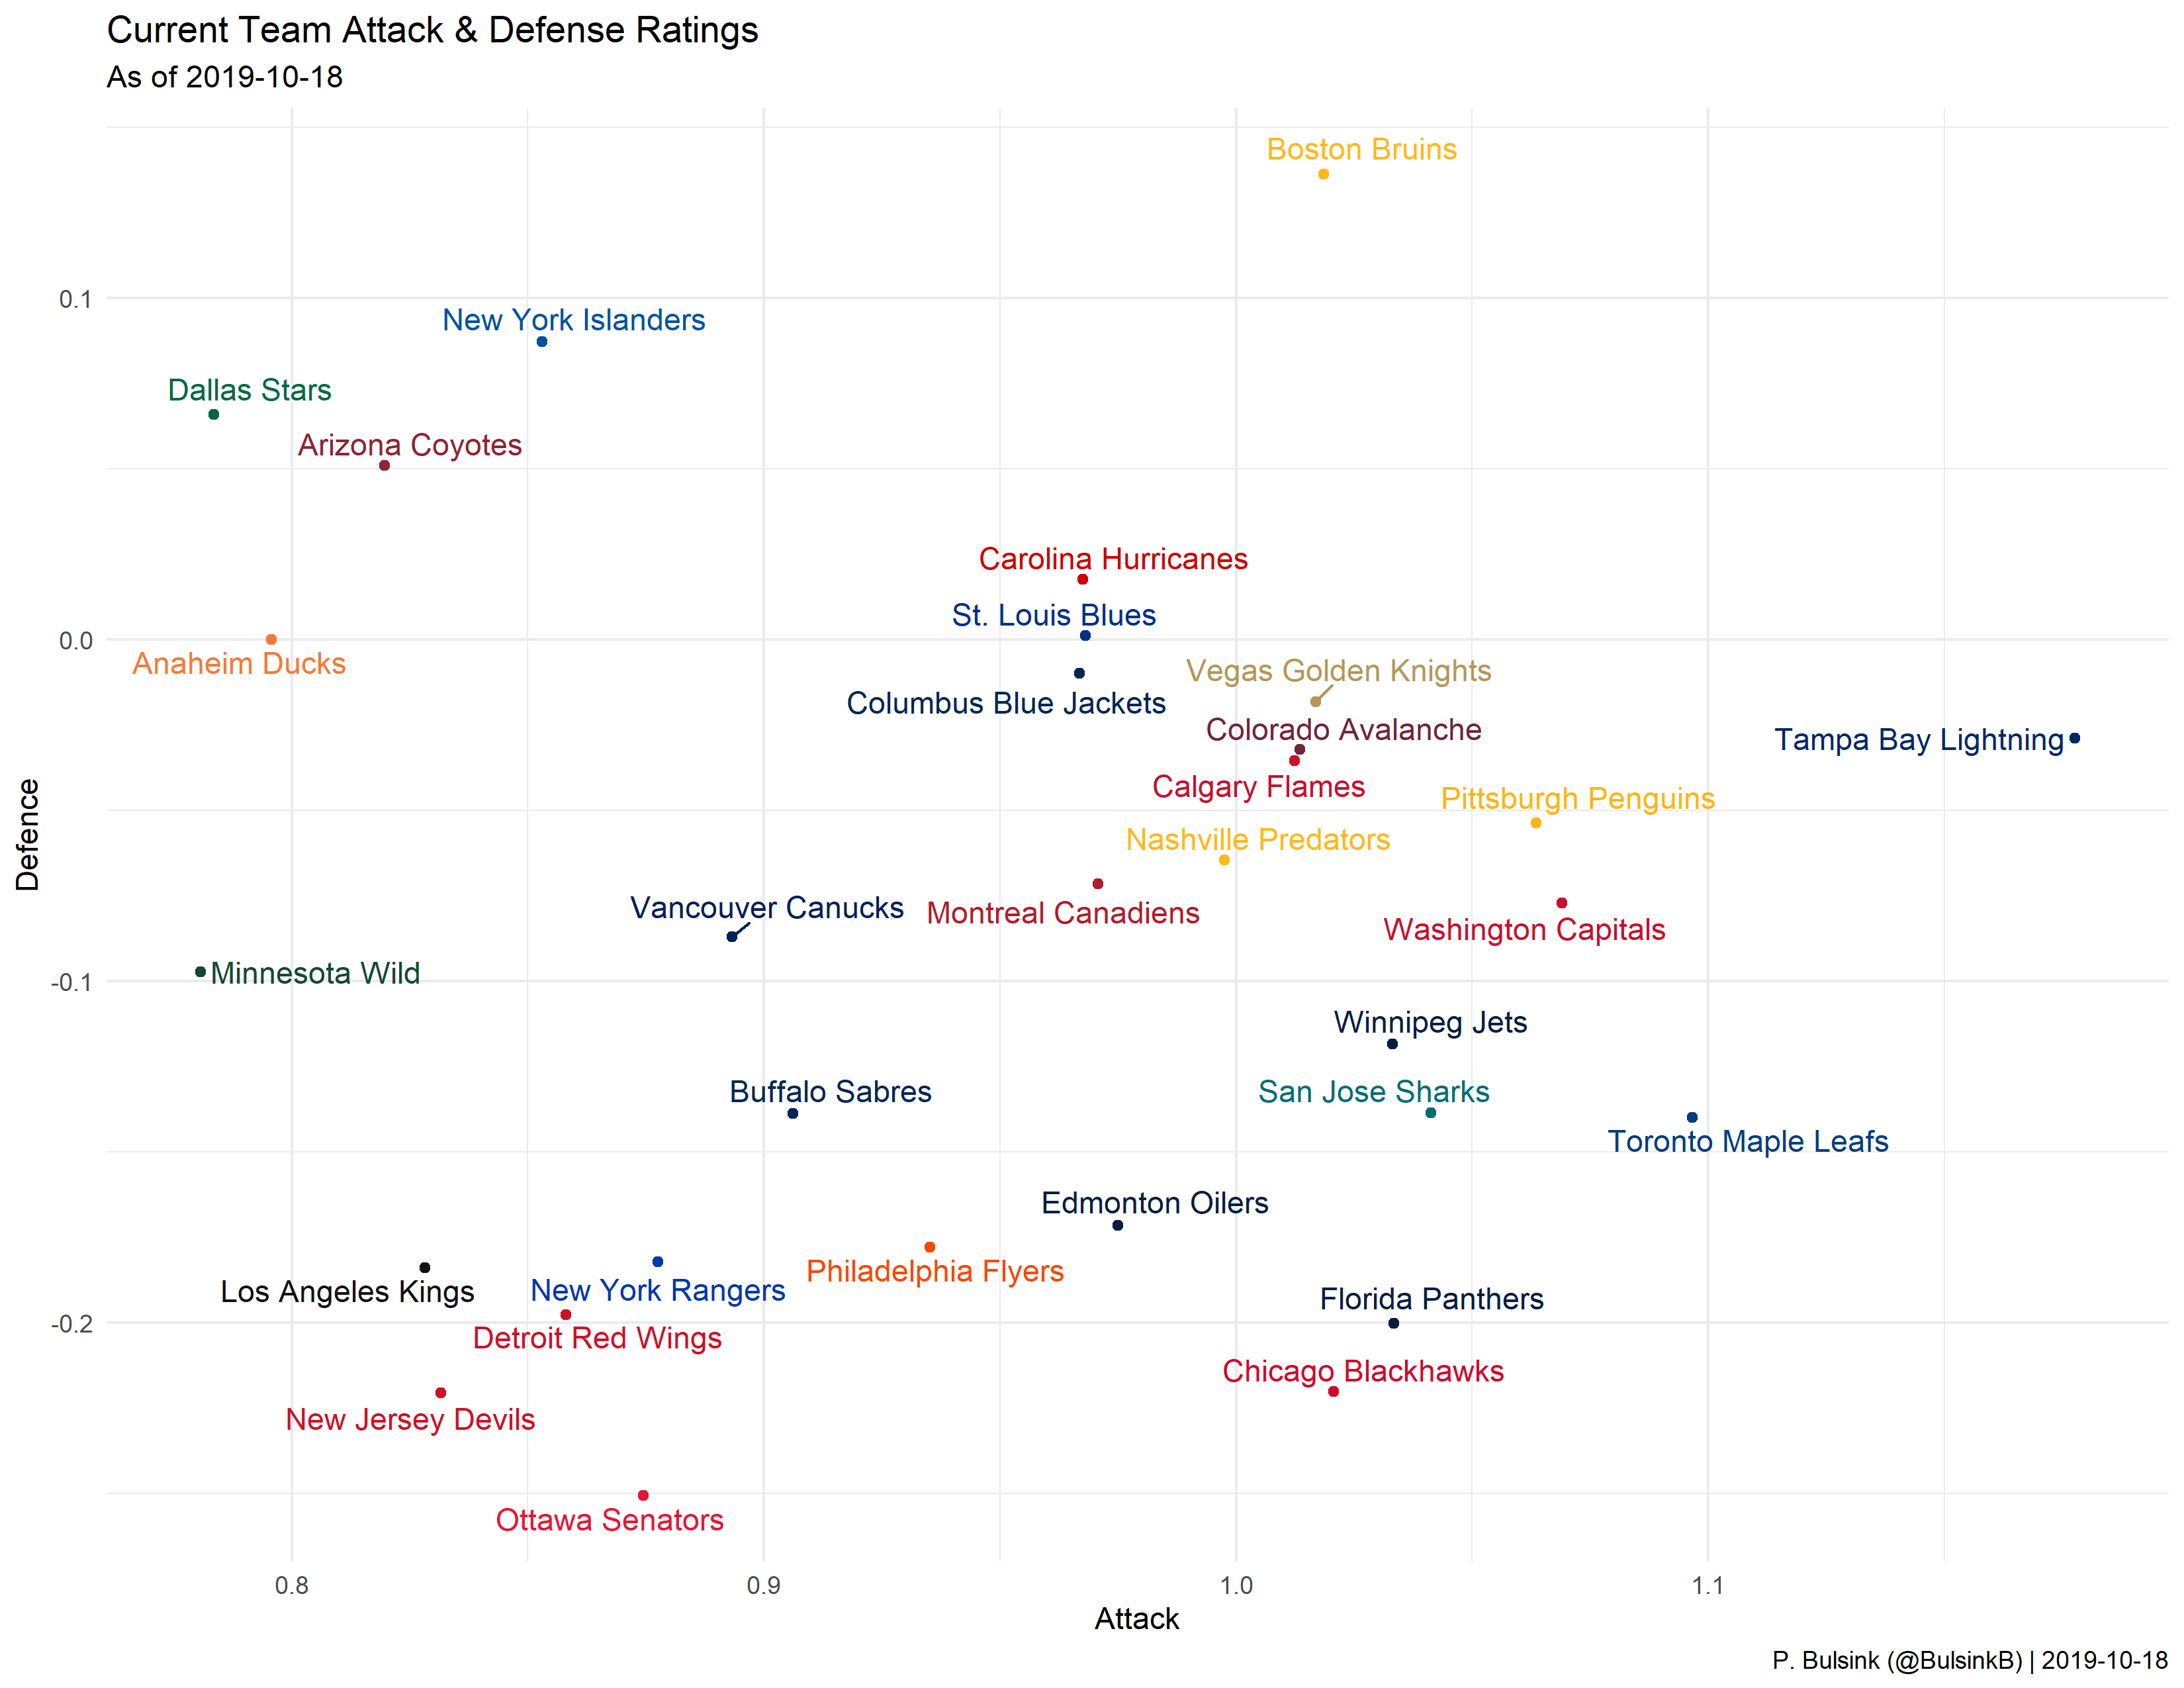 Current Team Attack & Defense Ratings
As of 2019-10-18
Boston Bruins
0.1
New York Islanders
Dallas Stars
Arizona Coyotes
Carolina Hurricanes
St. Louis Blues
0.0
Anaheim Ducks
Vegas Golden Knights
Columbus Blue Jackets
Colorado Avalanche
Tampa Bay Lightning
Calgary Flames
Pittsburgh Penguins
Defence
Nashville Predators
Vancouver Canucks
Montreal Canadiens
Washington Capitals
Minnesota Wild
-0.1
Winnipeg Jets
Buffalo Sabres
San Jose Sharks
Toronto Maple Leafs
Edmonton Oilers
Philadelphia Flyers
Los Angeles Kings
New York Rangers
Florida Panthers
-0.2
Detroit Red Wings
Chicago Blackhawks
New Jersey Devils
Ottawa Senators
0.8
0.9
1.0
1.1
Attack
P. Bulsink (@BulsinkB) | 2019-10-18